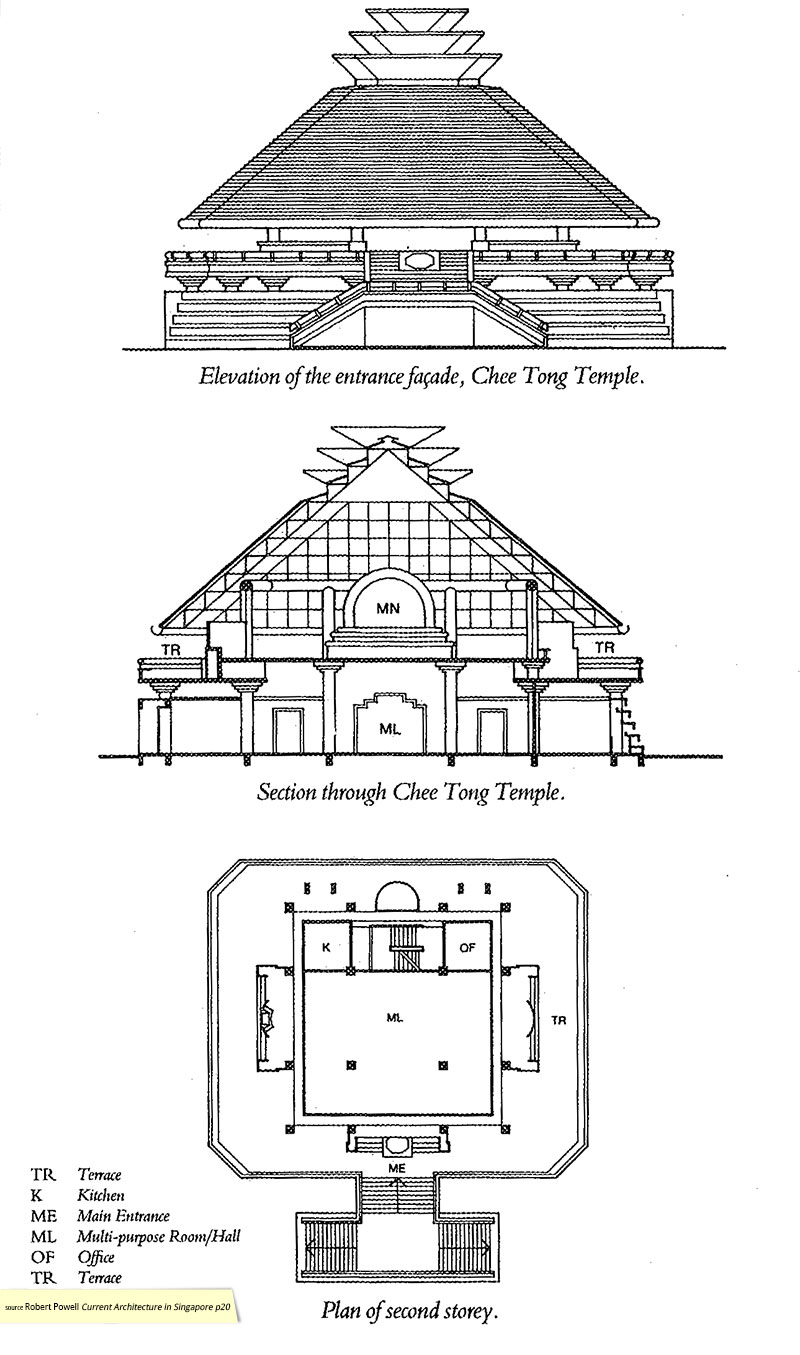 Elevation of the entrance façade, Chee Tong Temple.
MN
TR
TR
ML
Section through Chee Tong Temple.
K
OF
ML
TR
ME
TR Terrace
K Kitchen
ME Main Entrance
ML Multi-purpose Room/Hall
OF Office
TR Terrace
source Robert Powell Current Architecture in Singapore p20
Plan of second storey.